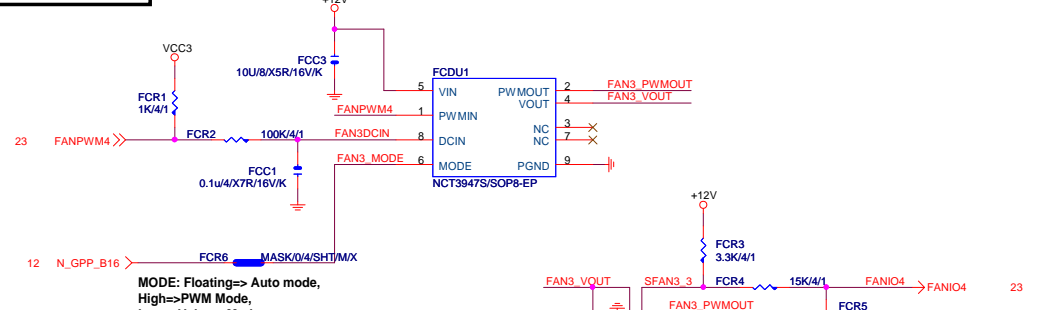 +12V
VCC3
FCC3
10U/8/X5R/16V/K
FCDU1
FCR1
1K/4/1
5 VIN
PWMOUT 2 FAN3_PWMOUT
VOUT 4 FAN3_VOUT
FANPWM4 1 PWMIN
NC 3
23 FANPWM4 FCR2 100K/4/1 FAN3DCIN 8 DCIN
NC 7
FAN3_MODE 6 MODE
PGND 9
FCC1
0.1u/4/X7R/16V/K
NCT3947S/SOP8-EP
+12V
FCR3
3.3K/4/1
12 N_GPP_B16 FCR6 MASK/0/4/SHT/M/X
MODE: Floating=> Auto mode,
High=>PWM Mode,
FAN3_VOUT SFAN3_3 FCR4 15K/4/1 FANIO4 FANIO4 23
FAN3_PWMOUT
FCR5